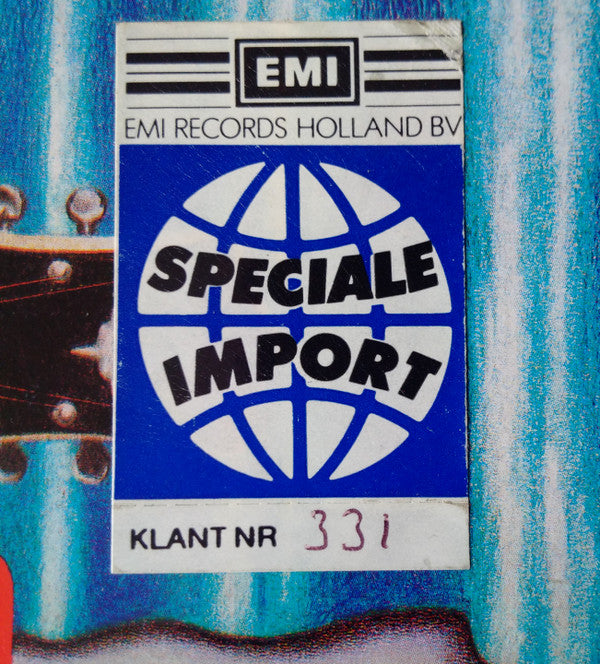 EMI
EMI RECORDS HOLLAND BV
SPECIALE
IMPORT
KLANT NR 331